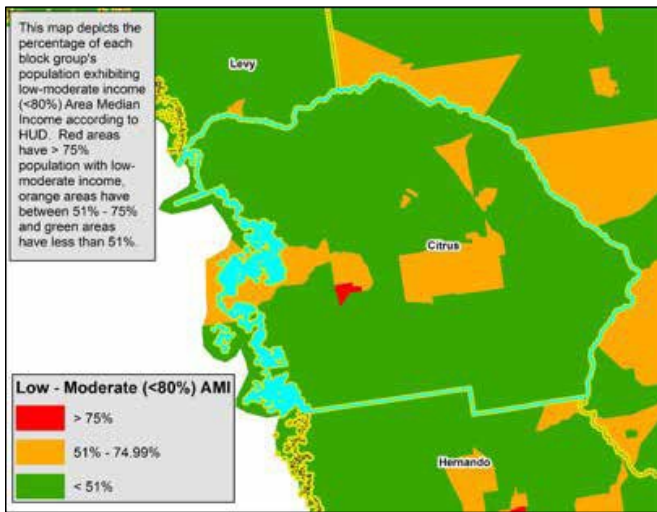 This map depicts the
percentage of each
block group's
population exhibiting
low-moderate income
(<80%) Area Median
Income according to
HUD. Red areas
have > 75%
population with low-
moderate income,
orange areas have
between 51% - 75%
and green areas
have less than 51%.
Levy
Citrus
Low - Moderate (<80%) AMI
> 75%
51% - 74.99%
< 51%
Hernando